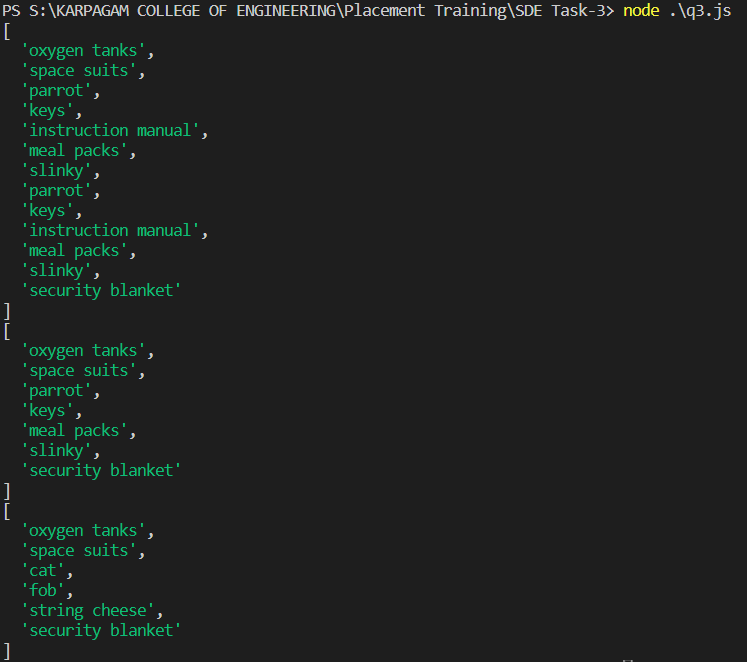 PS S:\KARPAGAM COLLEGE OF ENGINEERING\Placement Training\SDE Task-3> node .\q3.js
[
  'oxygen tanks',
  'space suits',
  'parrot',
  'keys',
  'instruction manual',
  'meal packs',
  'slinky',
  'parrot',
  'keys',
  'instruction manual',
  'meal packs',
  'slinky',
  'security blanket'
]
[
  'oxygen tanks',
  'space suits',
  'parrot',
  'keys',
  'meal packs',
  'slinky',
  'security blanket'
]
[
  'oxygen tanks',
  'space suits',
  'cat',
  'fob',
  'string cheese',
  'security blanket'
]